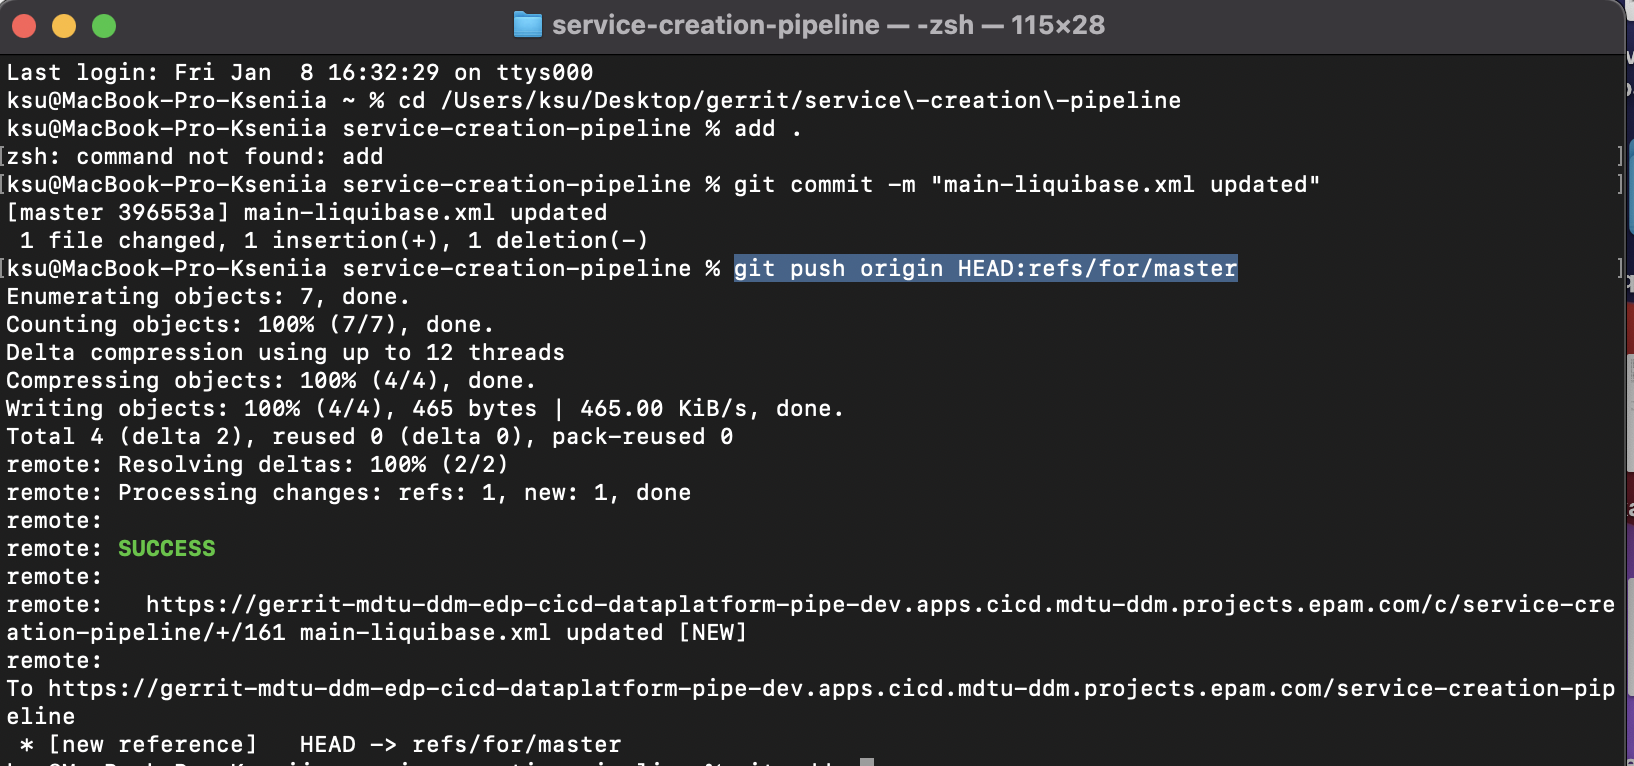 service-creation-pipeline — -zsh — 115×28
Last login: Fri Jan  8 16:32:29 on ttys000
ksu@MacBook-Pro-Kseniia ~ % cd /Users/ksu/Desktop/gerrit/service\-creation\-pipeline
ksu@MacBook-Pro-Kseniia service-creation-pipeline % add .
[zsh: command not found: add ]
[ksu@MacBook-Pro-Kseniia service-creation-pipeline % git commit -m "main-liquibase.xml updated" ]
[master 396553a] main-liquibase.xml updated
 1 file changed, 1 insertion(+), 1 deletion(-)
[ksu@MacBook-Pro-Kseniia service-creation-pipeline % git push origin HEAD:refs/for/master ]
Enumerating objects: 7, done.
Counting objects: 100% (7/7), done.
Delta compression using up to 12 threads
Compressing objects: 100% (4/4), done.
Writing objects: 100% (4/4), 465 bytes | 465.00 KiB/s, done.
Total 4 (delta 2), reused 0 (delta 0), pack-reused 0
remote: Resolving deltas: 100% (2/2)
remote: Processing changes: refs: 1, new: 1, done
remote:
remote: SUCCESS
remote:
remote:   https://gerrit-mdtu-ddm-edp-cicd-dataplatform-pipe-dev.apps.cicd.mdtu-ddm.projects.epam.com/c/service-cre
ation-pipeline/+/161 main-liquibase.xml updated [NEW]
remote:
To https://gerrit-mdtu-ddm-edp-cicd-dataplatform-pipe-dev.apps.cicd.mdtu-ddm.projects.epam.com/service-creation-pip
eline
 * [new reference]   HEAD -> refs/for/master